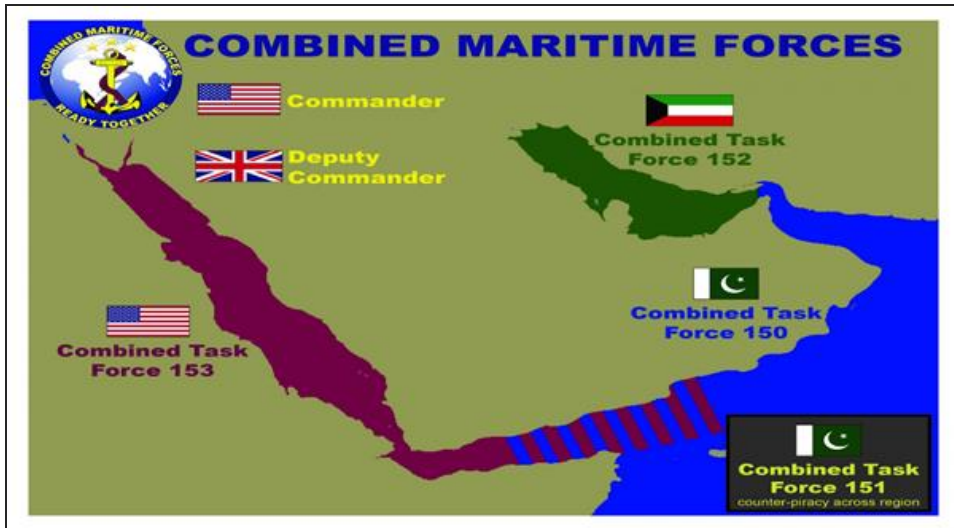 COMBINED MARITIME FORCES
COMBINED MARITIME FORCES
READY TOGETHER
Commander
Deputy
Commander
Combined Task
Force 152
Combined Task
Force 150
Combined Task
Force 153
Combined Task
Force 151
counter-piracy across region